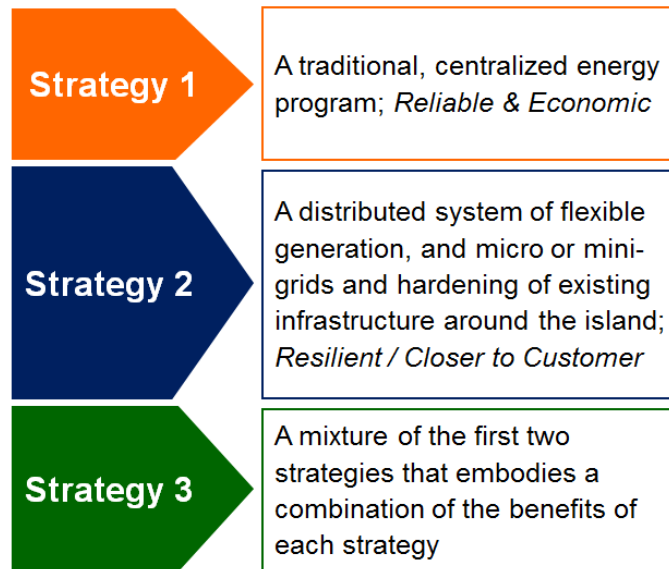 Strategy 1
A traditional, centralized energy
program; Reliable & Economic
Strategy 2
A distributed system of flexible
generation, and micro or mini-
grids and hardening of existing
infrastructure around the island;
Resilient / Closer to Customer
Strategy 3
A mixture of the first two
strategies that embodies a
combination of the benefits of
each strategy